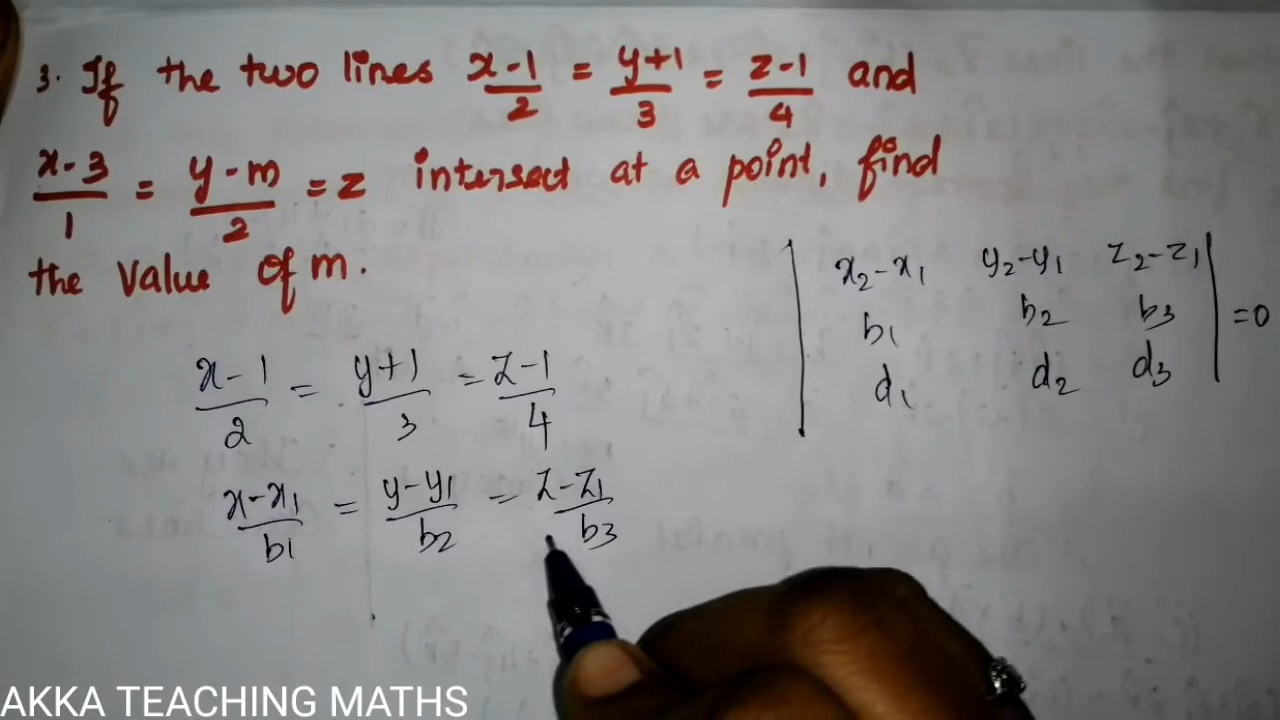 3. If the two lines x-1/2 = y+1/3 = z-1/4 and
x-3/1 = y-m/2 = z intersect at a point, find
the value of m.
| x₂-x₁ y₂-y₁ z₂-z₁ |
| b₁ b₂ b₃ | = 0
| d₁ d₂ d₃ |
x-1/2 = y+1/3 = z-1/4
x-x₁/b₁ = y-y₁/b₂ = z-z₁/b₃
AKKA TEACHING MATHS